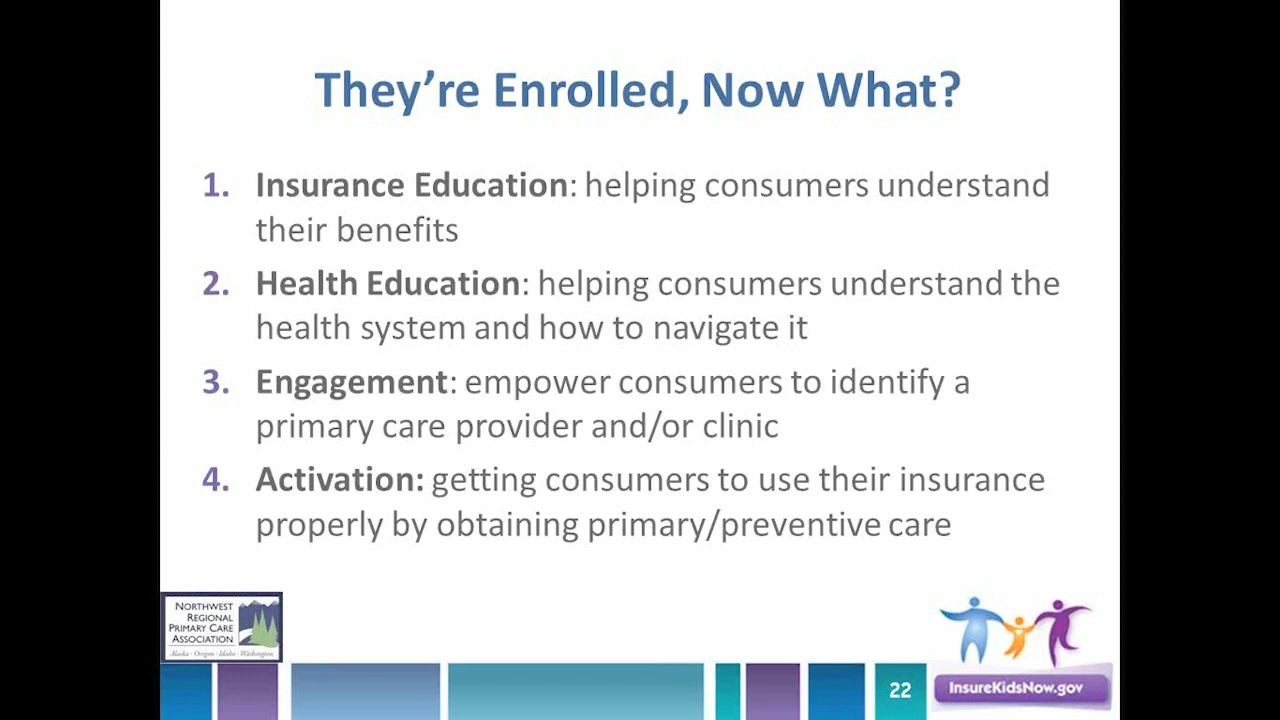 They’re Enrolled, Now What?
1. Insurance Education: helping consumers understand
their benefits
2. Health Education: helping consumers understand the
health system and how to navigate it
3. Engagement: empower consumers to identify a
primary care provider and/or clinic
4. Activation: getting consumers to use their insurance
properly by obtaining primary/preventive care
NORTHWEST
REGIONAL
PRIMARY CARE
ASSOCIATION
Alaska · Oregon · Idaho · Washington
22
InsureKidsNow.gov